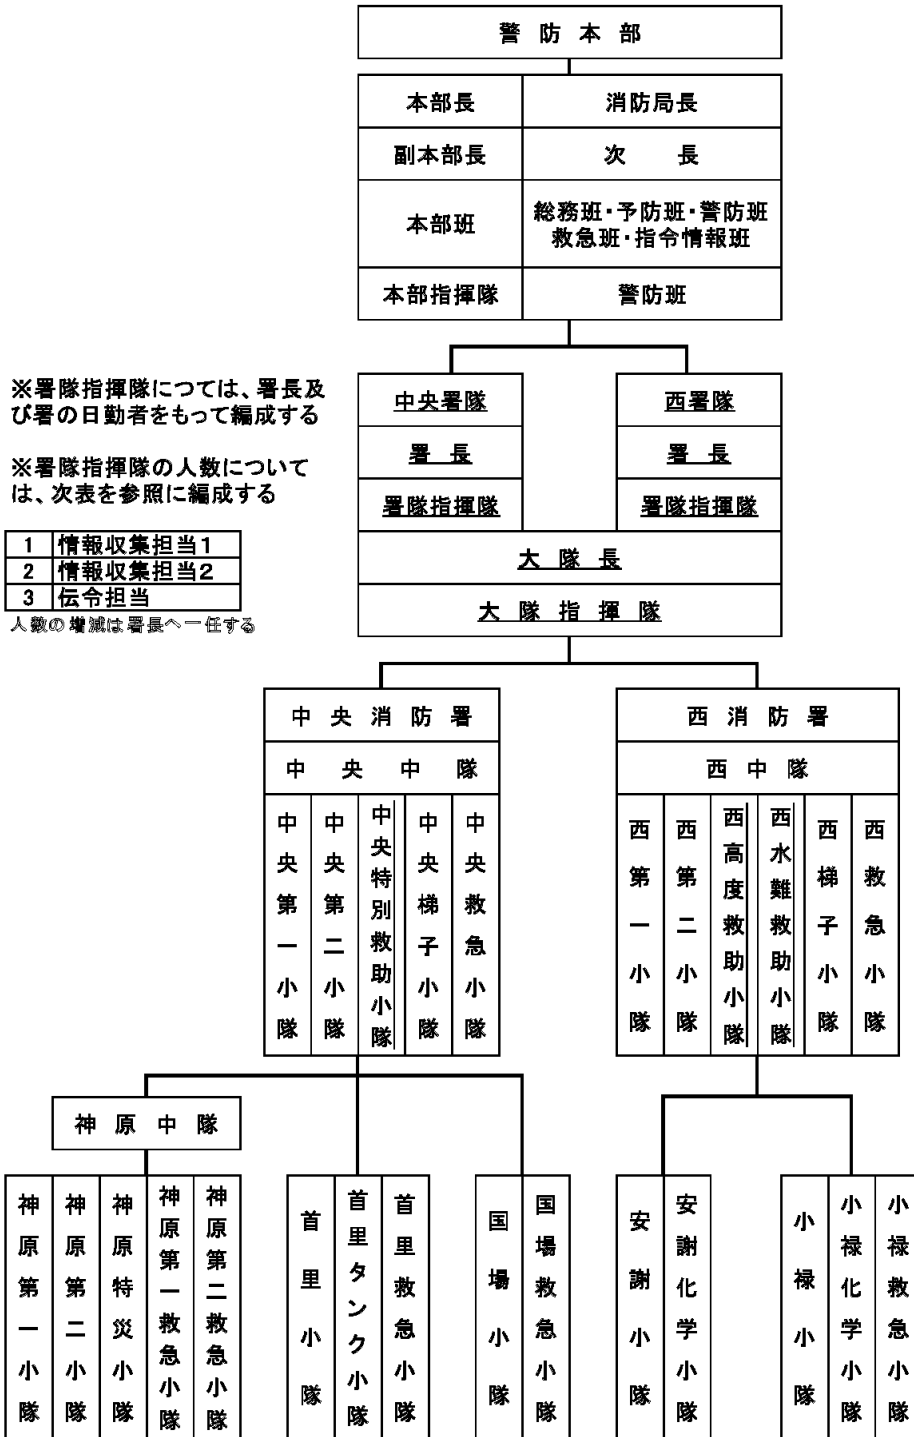 警防本部
本部長 消防局長
副本部長 次長
本部班 総務班・予防班・警防班
救急班・指令情報班
本部指揮隊 警防班
※署隊指揮隊につては、署長及
び署の日勤者をもって編成する
※署隊指揮隊の人数について
は、次表を参照に編成する
1 情報収集担当1
2 情報収集担当2
3 伝令担当
人数の増減は署長へ一任する
中央署隊 西署隊
署長 署長
署隊指揮隊 署隊指揮隊
大隊長
大隊指揮隊
中央消防署
中央中隊
中央第一小隊
中央第二小隊
中央特別救助小隊
中央梯子小隊
中央救急小隊
西消防署
西中隊
西第一小隊
西第二小隊
西高度救助小隊
西水難救助小隊
西梯子小隊
西救急小隊
神原中隊
神原第一小隊
神原第二小隊
神原特災小隊
神原第一救急小隊
神原第二救急小隊
首里小隊
首里タンク小隊
首里救急小隊
国場小隊
国場救急小隊
安謝小隊
安謝化学小隊
小禄小隊
小禄化学小隊
小禄救急小隊